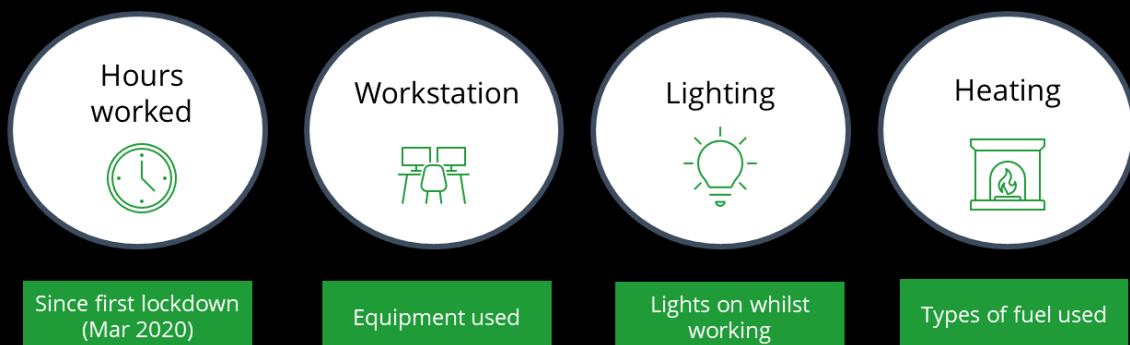 Hours
worked
Workstation
Lighting
Heating
Since first lockdown
(Mar 2020)
Equipment used
Lights on whilst
working
Types of fuel used